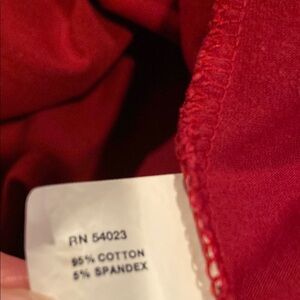 RN 54023
95% COTTON
5% SPANDEX